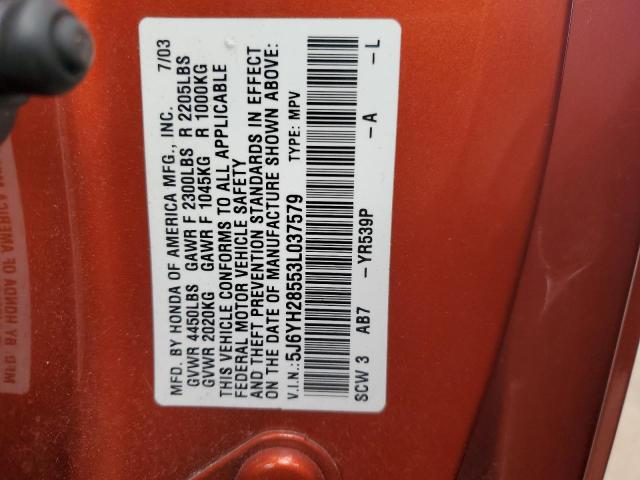 MFD. BY HONDA OF AMERICA MFG., INC. 7/03
GVWR 4450LBS GAWR F 2300LBS R 2205LBS
GVWR 2020KG GAWR F 1045KG R 1000KG
THIS VEHICLE CONFORMS TO ALL APPLICABLE
FEDERAL MOTOR VEHICLE SAFETY
AND THEFT PREVENTION STANDARDS IN EFFECT
ON THE DATE OF MANUFACTURE SHOWN ABOVE:
V.I.N.:5J6YH28553L037579 TYPE: MPV
SCW 3 AB7 -YR539P -A -L